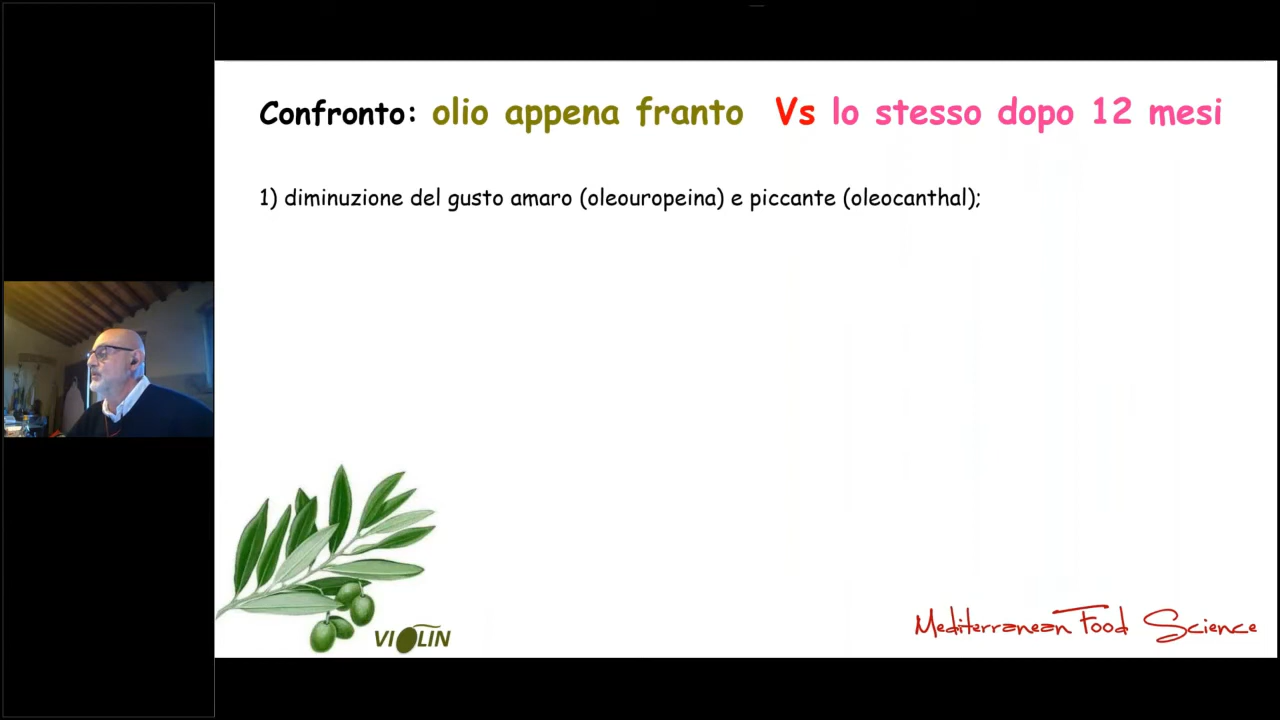 Confronto: olio appena franto Vs lo stesso dopo 12 mesi
1) diminuzione del gusto amaro (oleouropeina) e piccante (oleocanthal);
VIOLIN
Mediterranean Food Science